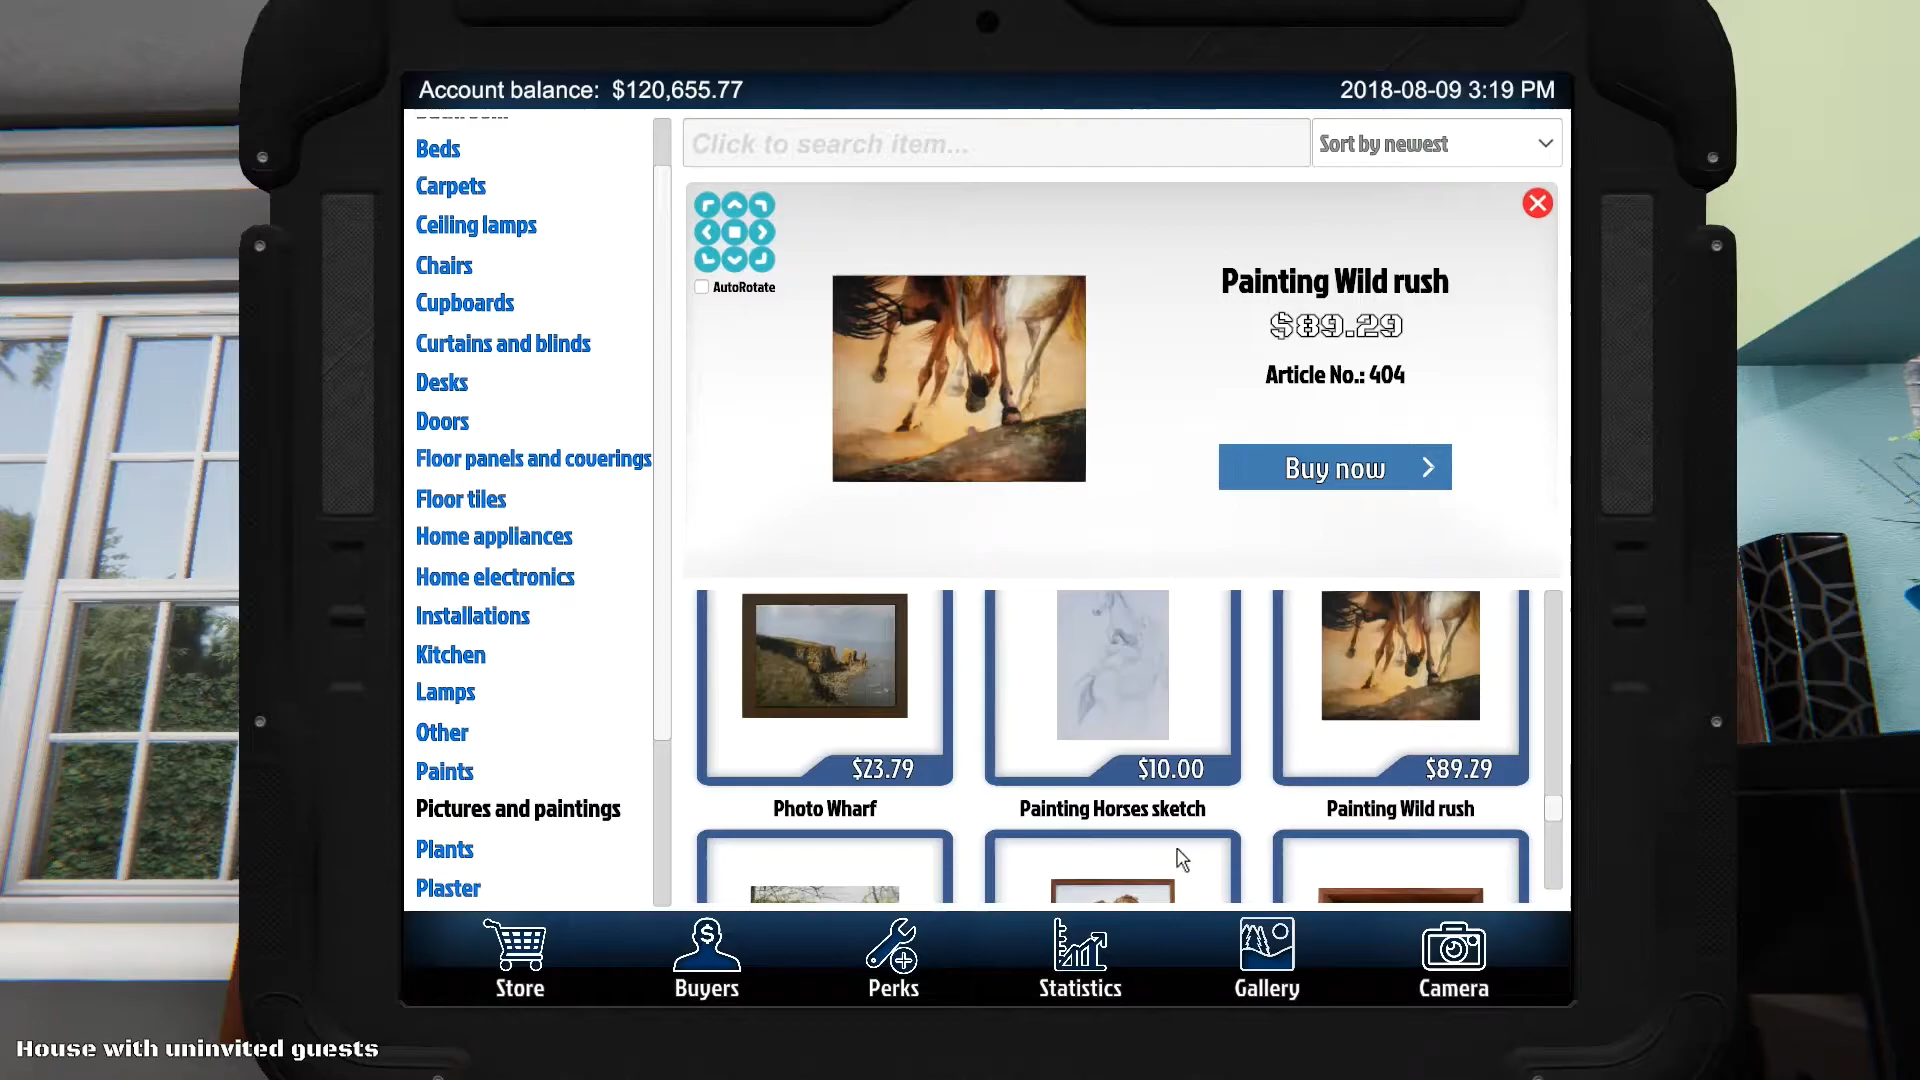 Account balance: $120,655.77
2018-08-09 3:19 PM
Beds
Carpets
Ceiling lamps
Chairs
Cupboards
Curtains and blinds
Desks
Doors
Floor panels and coverings
Floor tiles
Home appliances
Home electronics
Installations
Kitchen
Lamps
Other
Paints
Pictures and paintings
Plants
Plaster
Click to search item...
Sort by newest
AutoRotate
Painting Wild rush
$89.29
Article No.: 404
Buy now
$23.79
$10.00
$89.29
Photo Wharf
Painting Horses sketch
Painting Wild rush
Store
Buyers
Perks
Statistics
Gallery
Camera
House with uninvited guests